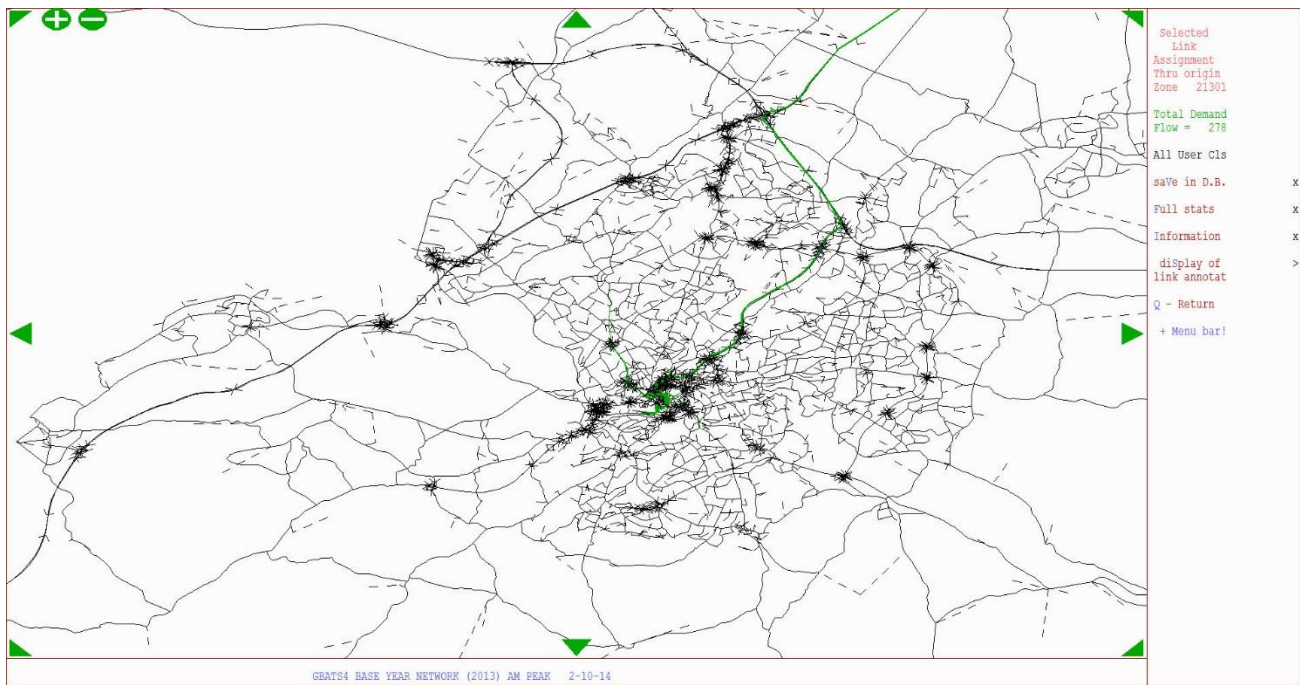 Selected
Link
Assignment
Thru origin
Zone 21301
Total Demand
Flow = 278
All User Cls
saVe in D.B. x
Full stats x
Information x
diSplay of >
link annotat
Q - Return
+ Menu bar!
GBATS4 BASE YEAR NETWORK (2013) AM PEAK 2-10-14